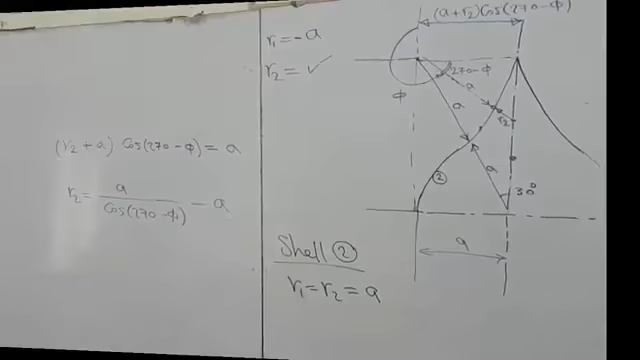 (r2 + a) Cos(270 - ϕ) = a
r2 = a / Cos(270 - ϕ) - a
r1 = - a
r2 = ✓
(a+r2)Cos(270-ϕ)
270-ϕ
ϕ
a
a
r2
a
②
30°
a
Shell ②
r1 = r2 = a